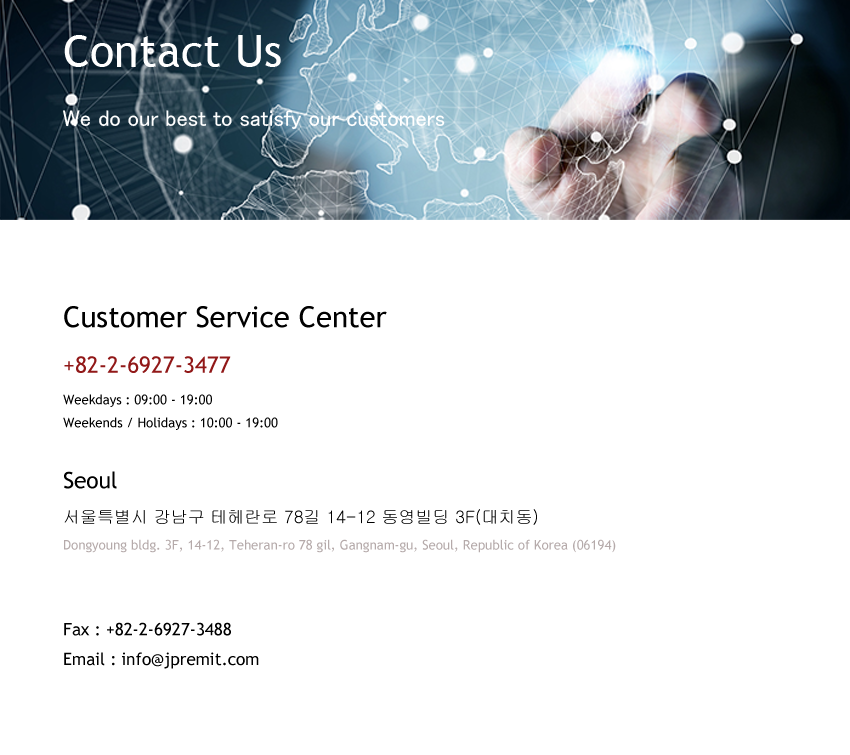 Contact Us
We do our best to satisfy our customers
Customer Service Center
+82-2-6927-3477
Weekdays : 09:00 - 19:00
Weekends / Holidays : 10:00 - 19:00
Seoul
서울특별시 강남구 테헤란로 78길 14-12 동영빌딩 3F(대치동)
Dongyoung bldg. 3F, 14-12, Teheran-ro 78 gil, Gangnam-gu, Seoul, Republic of Korea (06194)
Fax : +82-2-6927-3488
Email : info@jpremit.com